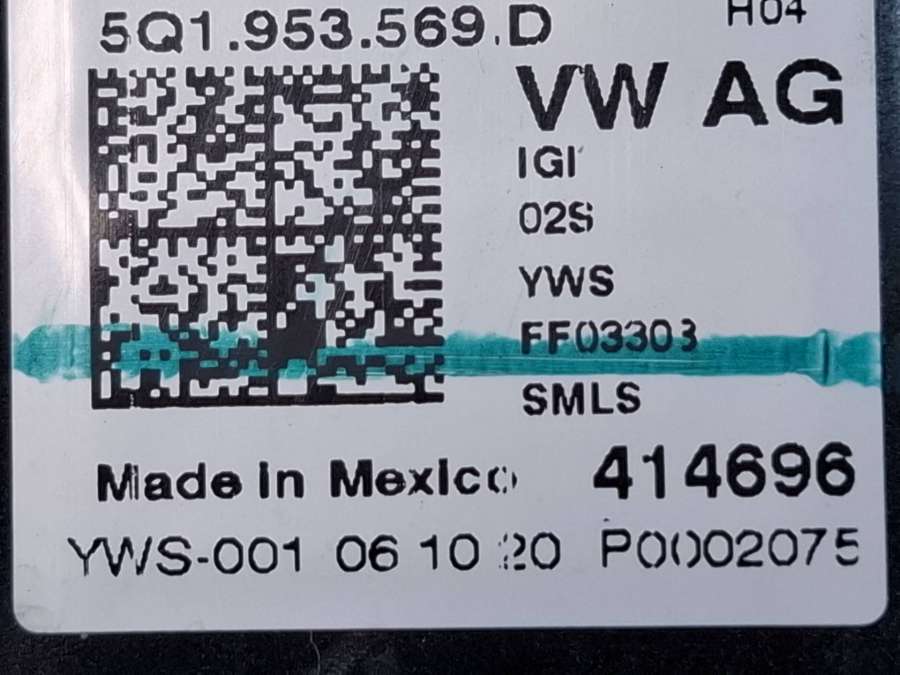 5Q1.953.569.D
H04
VW AG
IGI
02S
YWS
FF03303
SMLS
Made in Mexico
414696
YWS-001 06 10 20 P0002075